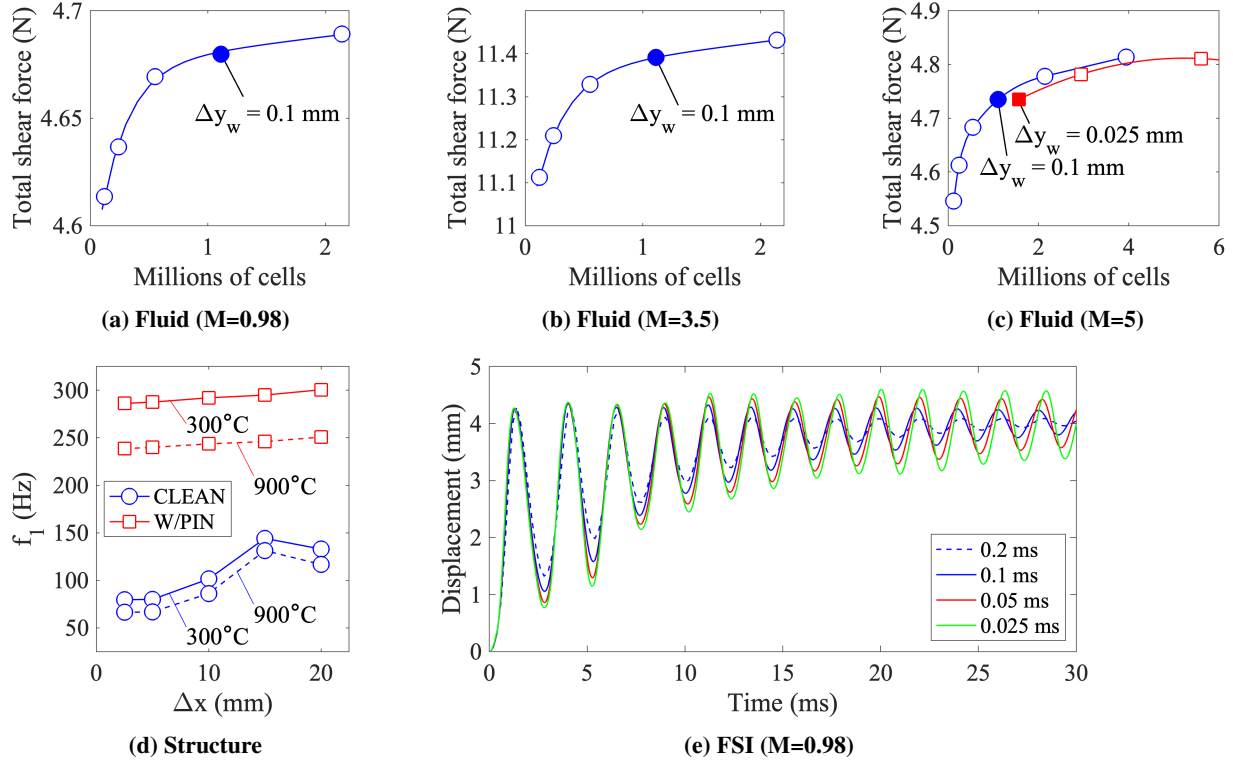 Total shear force (N)
4.7
4.65
4.6
0
1
2
Δy_w = 0.1 mm
Millions of cells
(a) Fluid (M=0.98)
Total shear force (N)
11.4
11.3
11.2
11.1
11
0
1
2
Δy_w = 0.1 mm
Millions of cells
(b) Fluid (M=3.5)
Total shear force (N)
4.9
4.8
4.7
4.6
4.5
0
2
4
6
Δy_w = 0.025 mm
Δy_w = 0.1 mm
Millions of cells
(c) Fluid (M=5)
f_1 (Hz)
300
250
200
150
100
50
0
10
20
300°C
900°C
CLEAN
W/PIN
900°C
300°C
Δx (mm)
(d) Structure
Displacement (mm)
5
4
3
2
1
0
0
5
10
15
20
25
30
0.2 ms
0.1 ms
0.05 ms
0.025 ms
Time (ms)
(e) FSI (M=0.98)